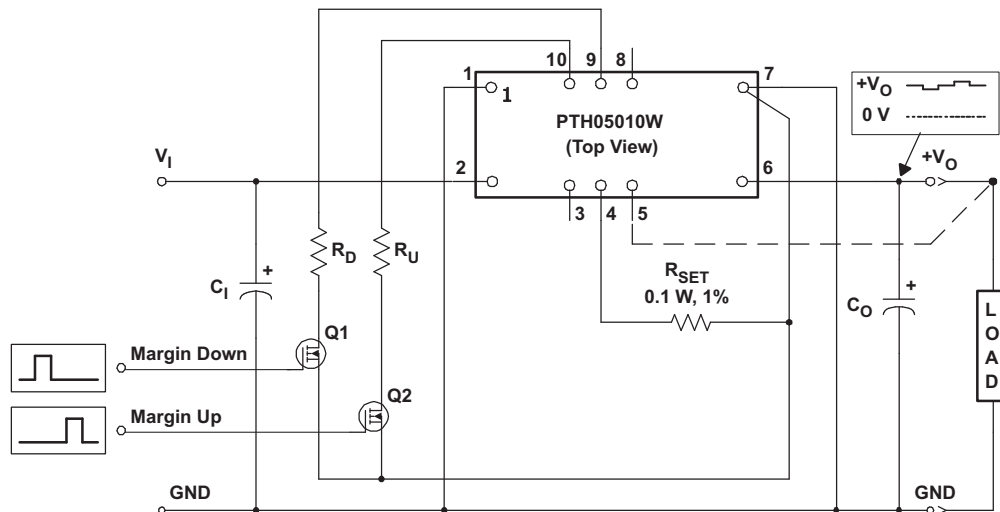 10 9 8
1 7
1
+VO
0 V
PTH05010W
(Top View)
VI
2 6
+VO
3 4 5
RD
RU
RSET
0.1 W, 1%
CI
+
CO
+
LOAD
Q1
Margin Down
Q2
Margin Up
GND
GND